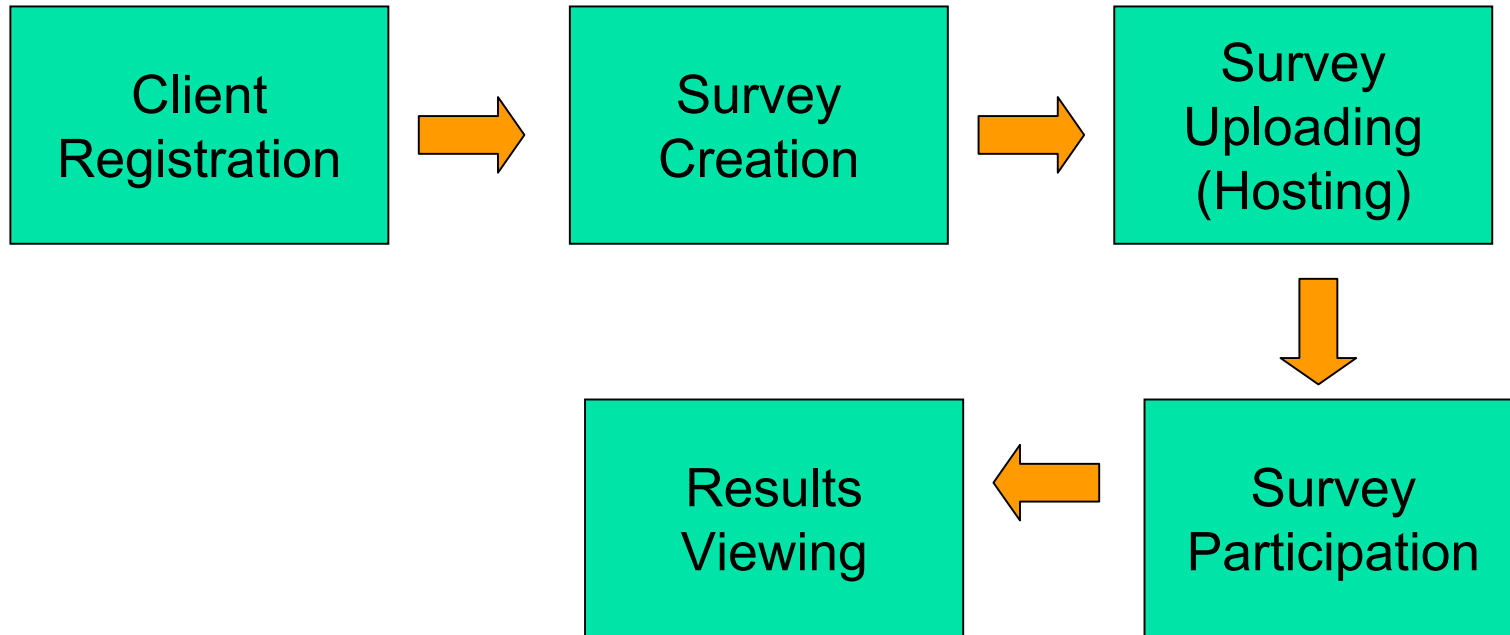 Client
Registration
Survey
Creation
Survey
Uploading
(Hosting)
Survey
Participation
Results
Viewing